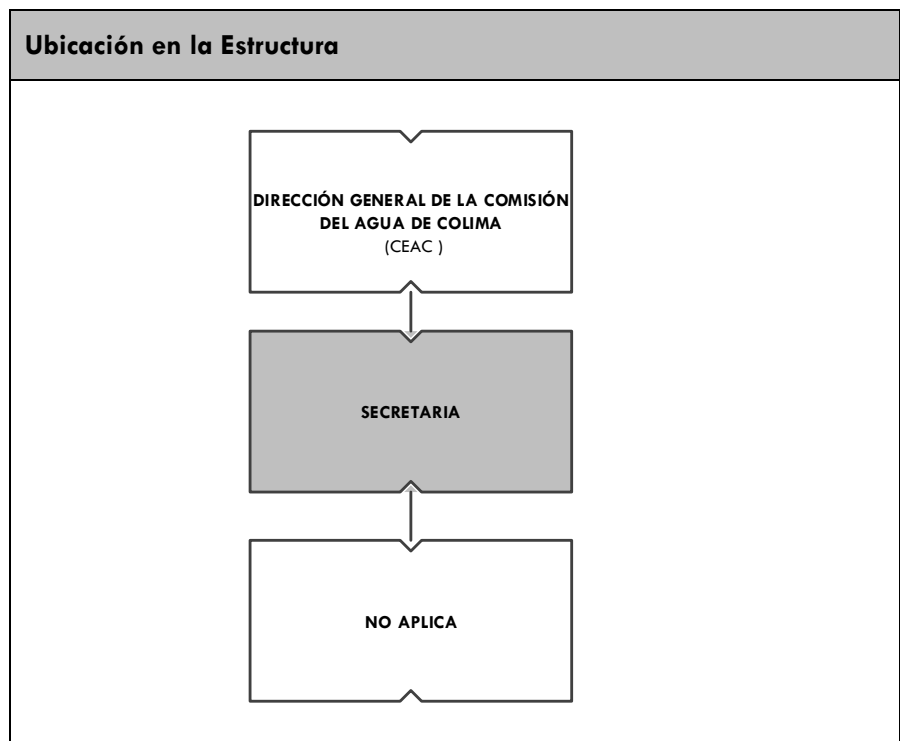 Ubicación en la Estructura
DIRECCIÓN GENERAL DE LA COMISIÓN
DEL AGUA DE COLIMA
(CEAC )
SECRETARIA
NO APLICA